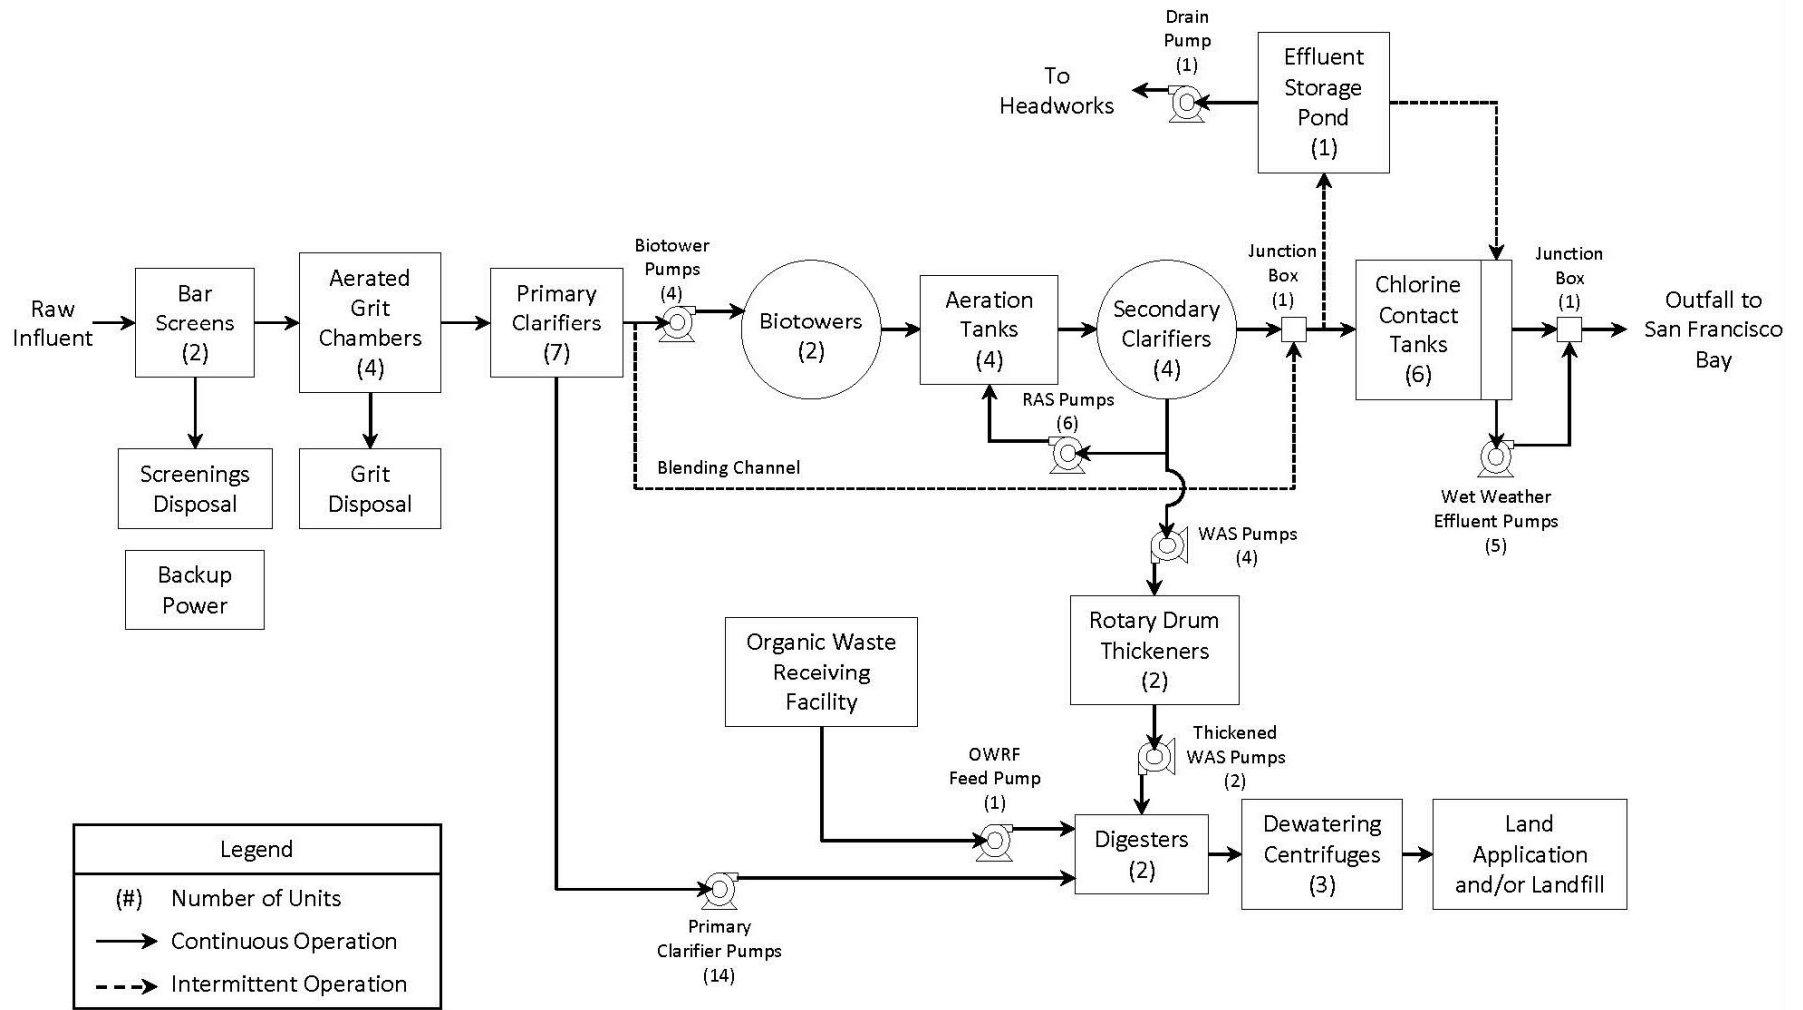 Drain
Pump
(1)
To
Headworks
Effluent
Storage
Pond
(1)
Raw
Influent
Bar
Screens
(2)
Aerated
Grit
Chambers
(4)
Primary
Clarifiers
(7)
Biotower
Pumps
(4)
Biotowers
(2)
Aeration
Tanks
(4)
Secondary
Clarifiers
(4)
Junction
Box
(1)
Chlorine
Contact
Tanks
(6)
Junction
Box
(1)
Outfall to
San Francisco
Bay
RAS Pumps
(6)
Screenings
Disposal
Grit
Disposal
Blending Channel
Wet Weather
Effluent Pumps
(5)
WAS Pumps
(4)
Backup
Power
Organic Waste
Receiving
Facility
Rotary Drum
Thickeners
(2)
Thickened
WAS Pumps
(2)
OWRF
Feed Pump
(1)
Digesters
(2)
Dewatering
Centrifuges
(3)
Land
Application
and/or Landfill
Primary
Clarifier Pumps
(14)
Legend
(#) Number of Units
Continuous Operation
Intermittent Operation